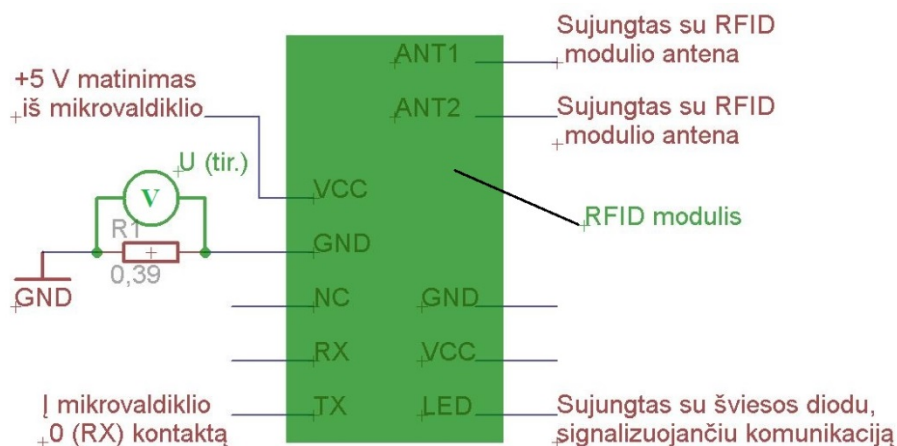 Sujungtas su RFID
modulio antena
ANT1
+5 V matinimas
iš mikrovaldiklio
ANT2
Sujungtas su RFID
modulio antena
U (tir.)
V
VCC
RFID modulis
R1
GND
0,39
GND
NC
GND
RX
VCC
Į mikrovaldiklio
0 (RX) kontaktą
TX
LED
Sujungtas su šviesos diodu,
signalizuojančiu komunikaciją